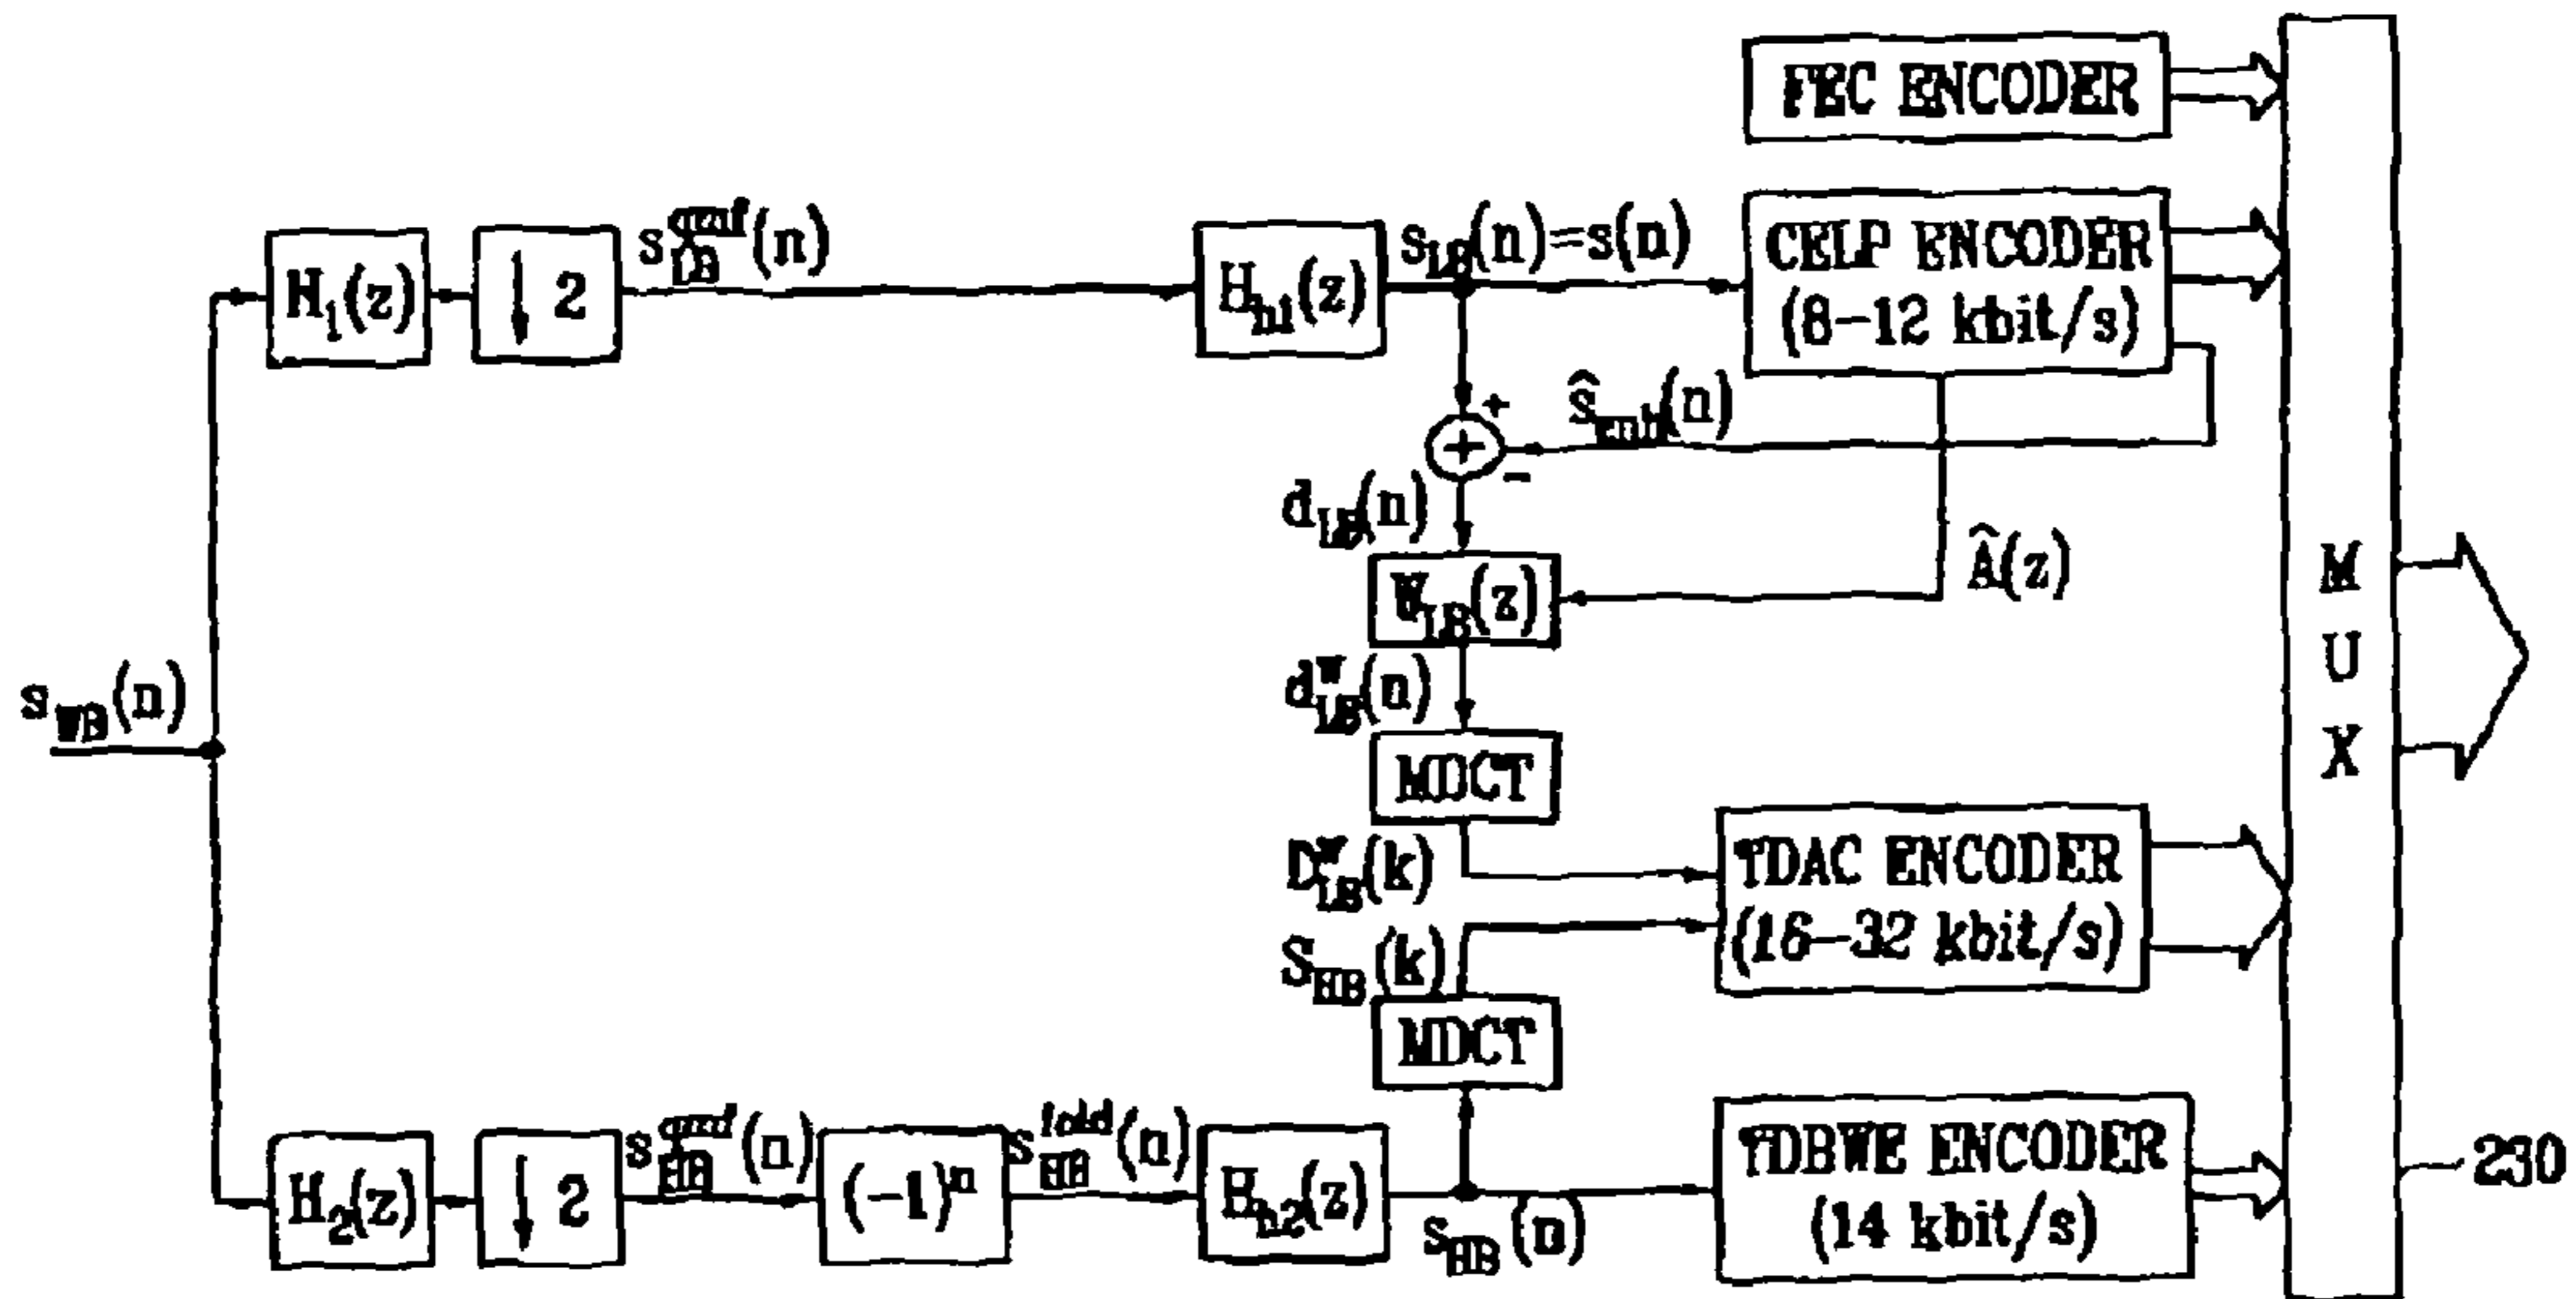 FEC ENCODER
s_LB^qmf(n)
H_1(z)
↓ 2
H_h1(z)
s_LB(n)=s(n)
CELP ENCODER
(8-12 kbit/s)
ŝ_enh(n)
+
+
-
d_LB(n)
W_LB(z)
Â(z)
d_LB^w(n)
MDCT
D_LB^w(k)
s_WB(n)
M
U
X
TDAC ENCODER
(16-32 kbit/s)
S_HB(k)
MDCT
H_2(z)
↓ 2
s_HB^qmf(n)
(-1)^n
s_HB^fold(n)
H_h2(z)
s_HB(n)
TDBWE ENCODER
(14 kbit/s)
230